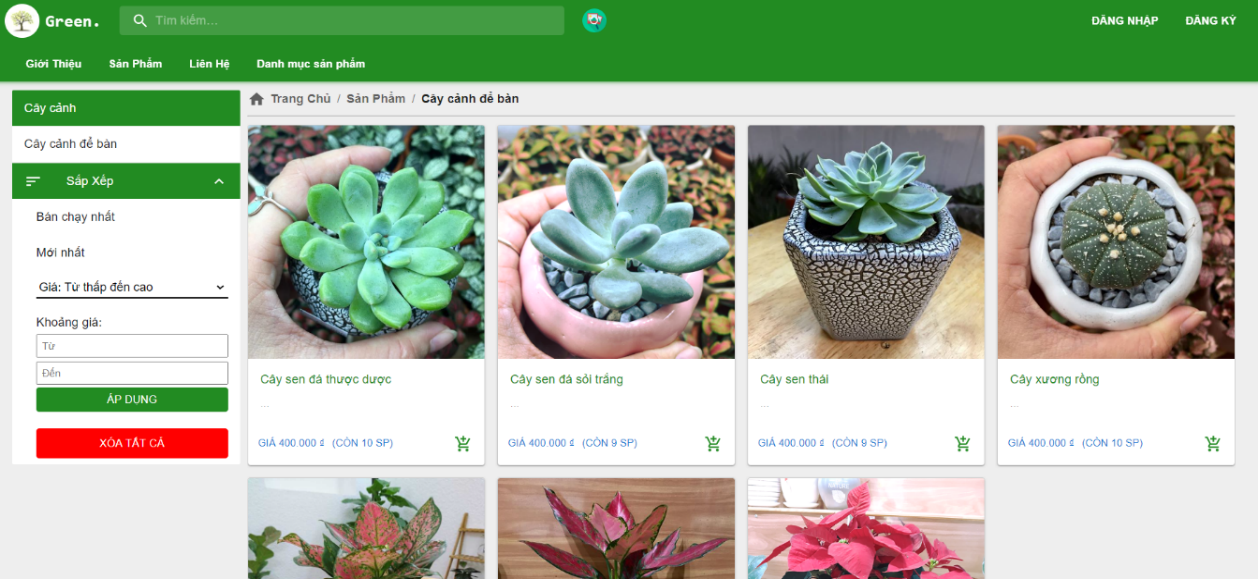 Green.
Tìm kiếm...
ĐĂNG NHẬP
ĐĂNG KÝ
Giới Thiệu
Sản Phẩm
Liên Hệ
Danh mục sản phẩm
Cây cảnh
Cây cảnh để bàn
Sắp Xếp
Bán chạy nhất
Mới nhất
Giá: Từ thấp đến cao
Khoảng giá:
Từ
Đến
ÁP DỤNG
XÓA TẤT CẢ
Trang Chủ / Sản Phẩm / Cây cảnh để bàn
Cây sen đá thược dược
...
GIÁ 400.000 ₫ (CÒN 10 SP)
Cây sen đá sỏi trắng
...
GIÁ 400.000 ₫ (CÒN 9 SP)
Cây sen thái
...
GIÁ 400.000 ₫ (CÒN 9 SP)
Cây xương rồng
...
GIÁ 400.000 ₫ (CÒN 10 SP)